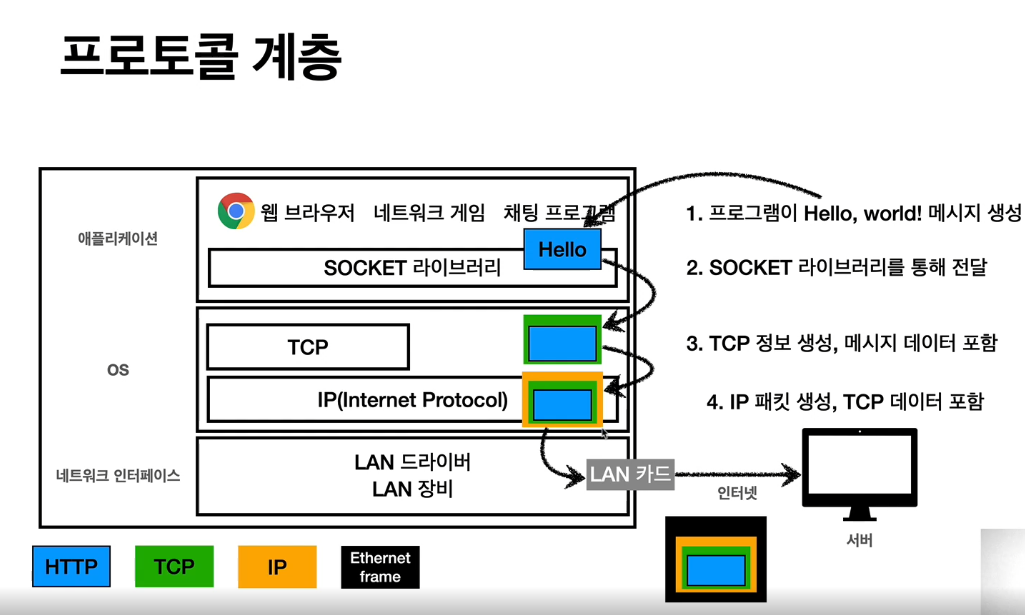 프로토콜 계층
애플리케이션
웹 브라우저 네트워크 게임 채팅 프로그램
Hello
SOCKET 라이브러리
OS
TCP
IP(Internet Protocol)
네트워크 인터페이스
LAN 드라이버
LAN 장비
LAN 카드
1. 프로그램이 Hello, world! 메시지 생성
2. SOCKET 라이브러리를 통해 전달
3. TCP 정보 생성, 메시지 데이터 포함
4. IP 패킷 생성, TCP 데이터 포함
인터넷
서버
HTTP
TCP
IP
Ethernet
frame